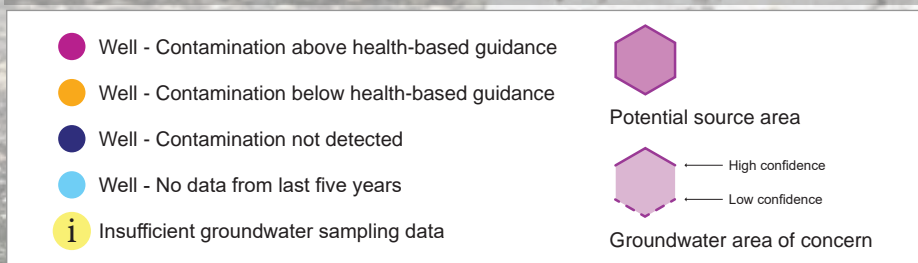 Well - Contamination above health-based guidance
Well - Contamination below health-based guidance
Well - Contamination not detected
Well - No data from last five years
i Insufficient groundwater sampling data
Potential source area
High confidence
Low confidence
Groundwater area of concern